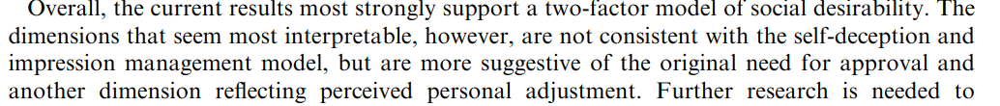 Overall, the current results most strongly support a two-factor model of social desirability. The
dimensions that seem most interpretable, however, are not consistent with the self-deception and
impression management model, but are more suggestive of the original need for approval and
another dimension reflecting perceived personal adjustment. Further research is needed to